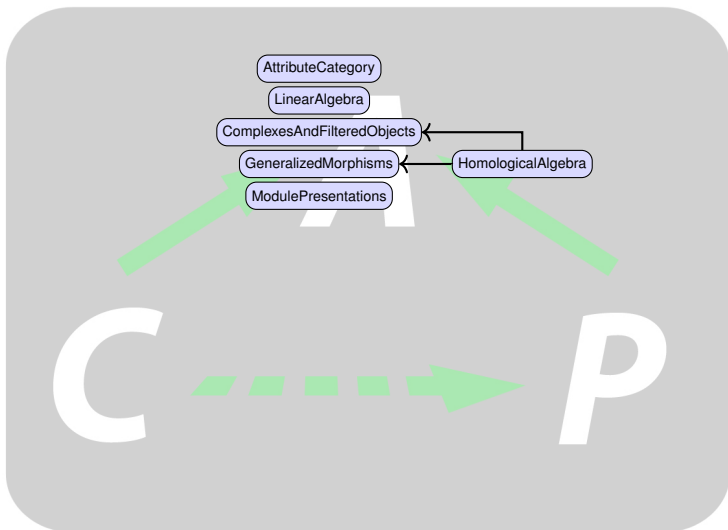 AttributeCategory
LinearAlgebra
ComplexesAndFilteredObjects
GeneralizedMorphisms
HomologicalAlgebra
ModulePresentations
A
C
P